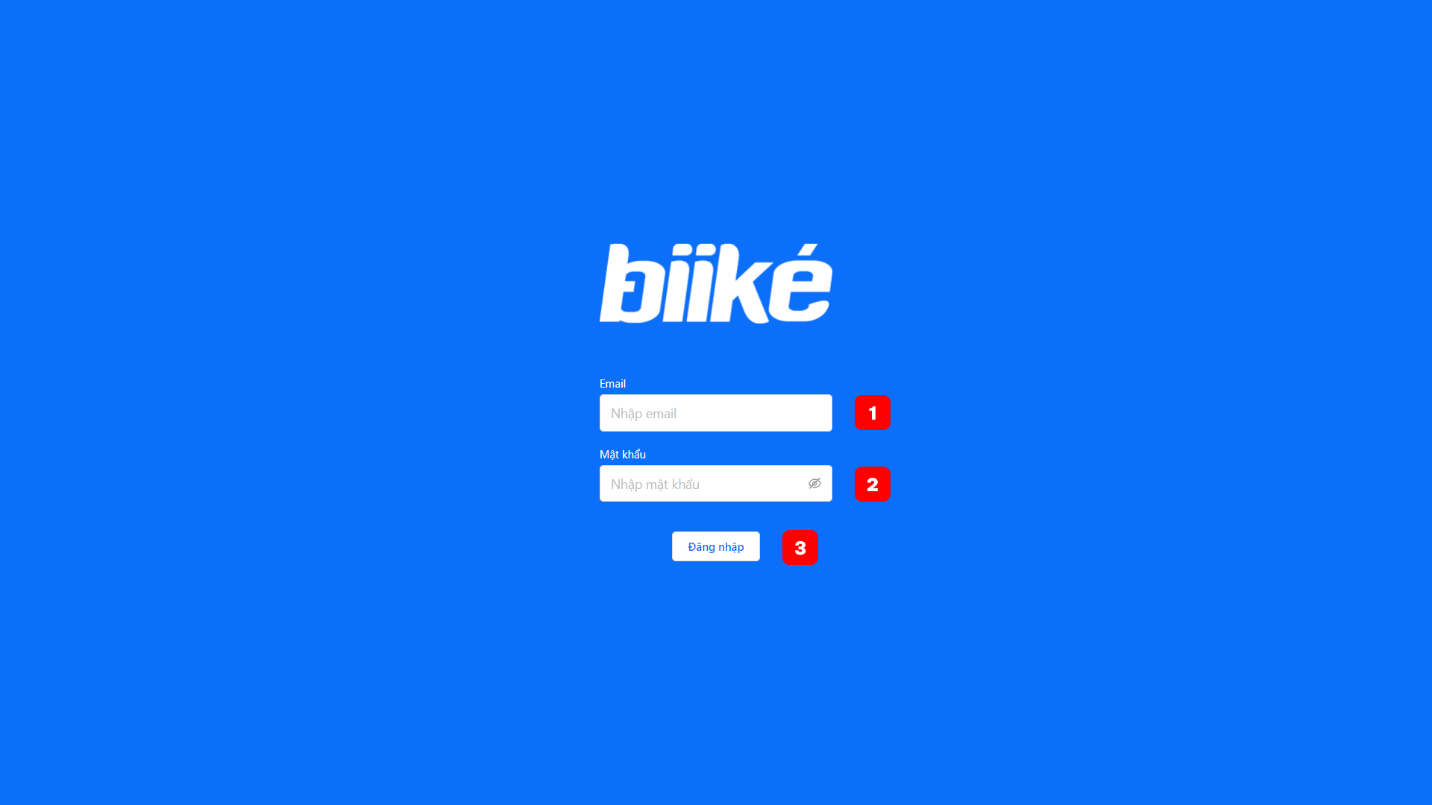 biiké
Email
Nhập email
1
Mật khẩu
Nhập mật khẩu
2
Đăng nhập
3